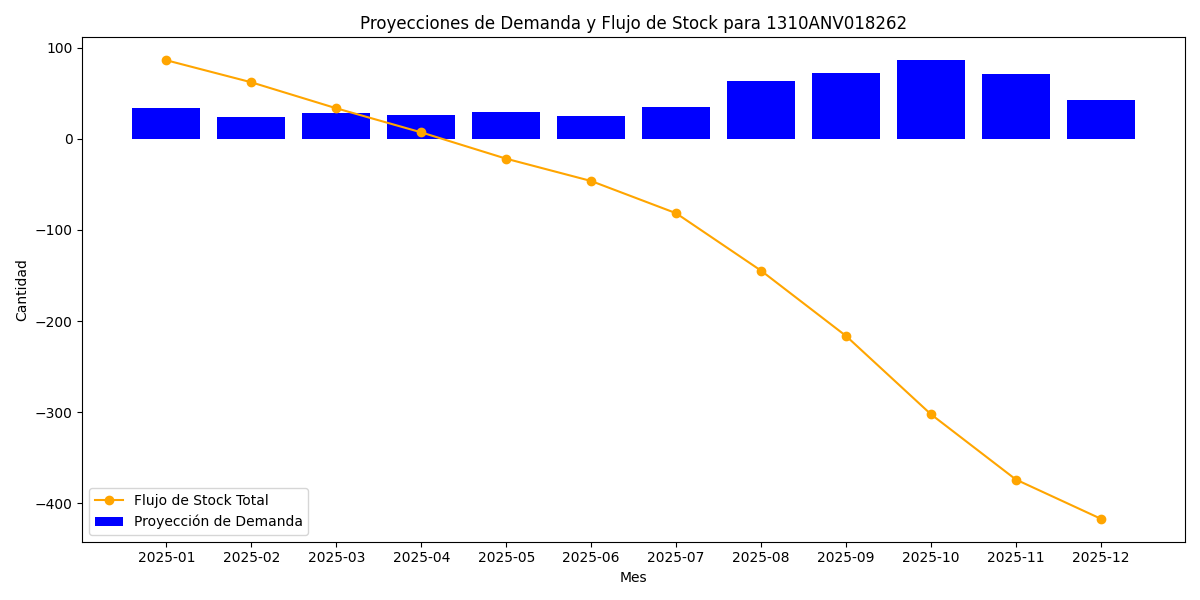 Proyecciones de Demanda y Flujo de Stock para 1310ANV018262
Cantidad
100
0
−100
−200
−300
−400
Flujo de Stock Total
Proyección de Demanda
2025-01 2025-02 2025-03 2025-04 2025-05 2025-06 2025-07 2025-08 2025-09 2025-10 2025-11 2025-12
Mes